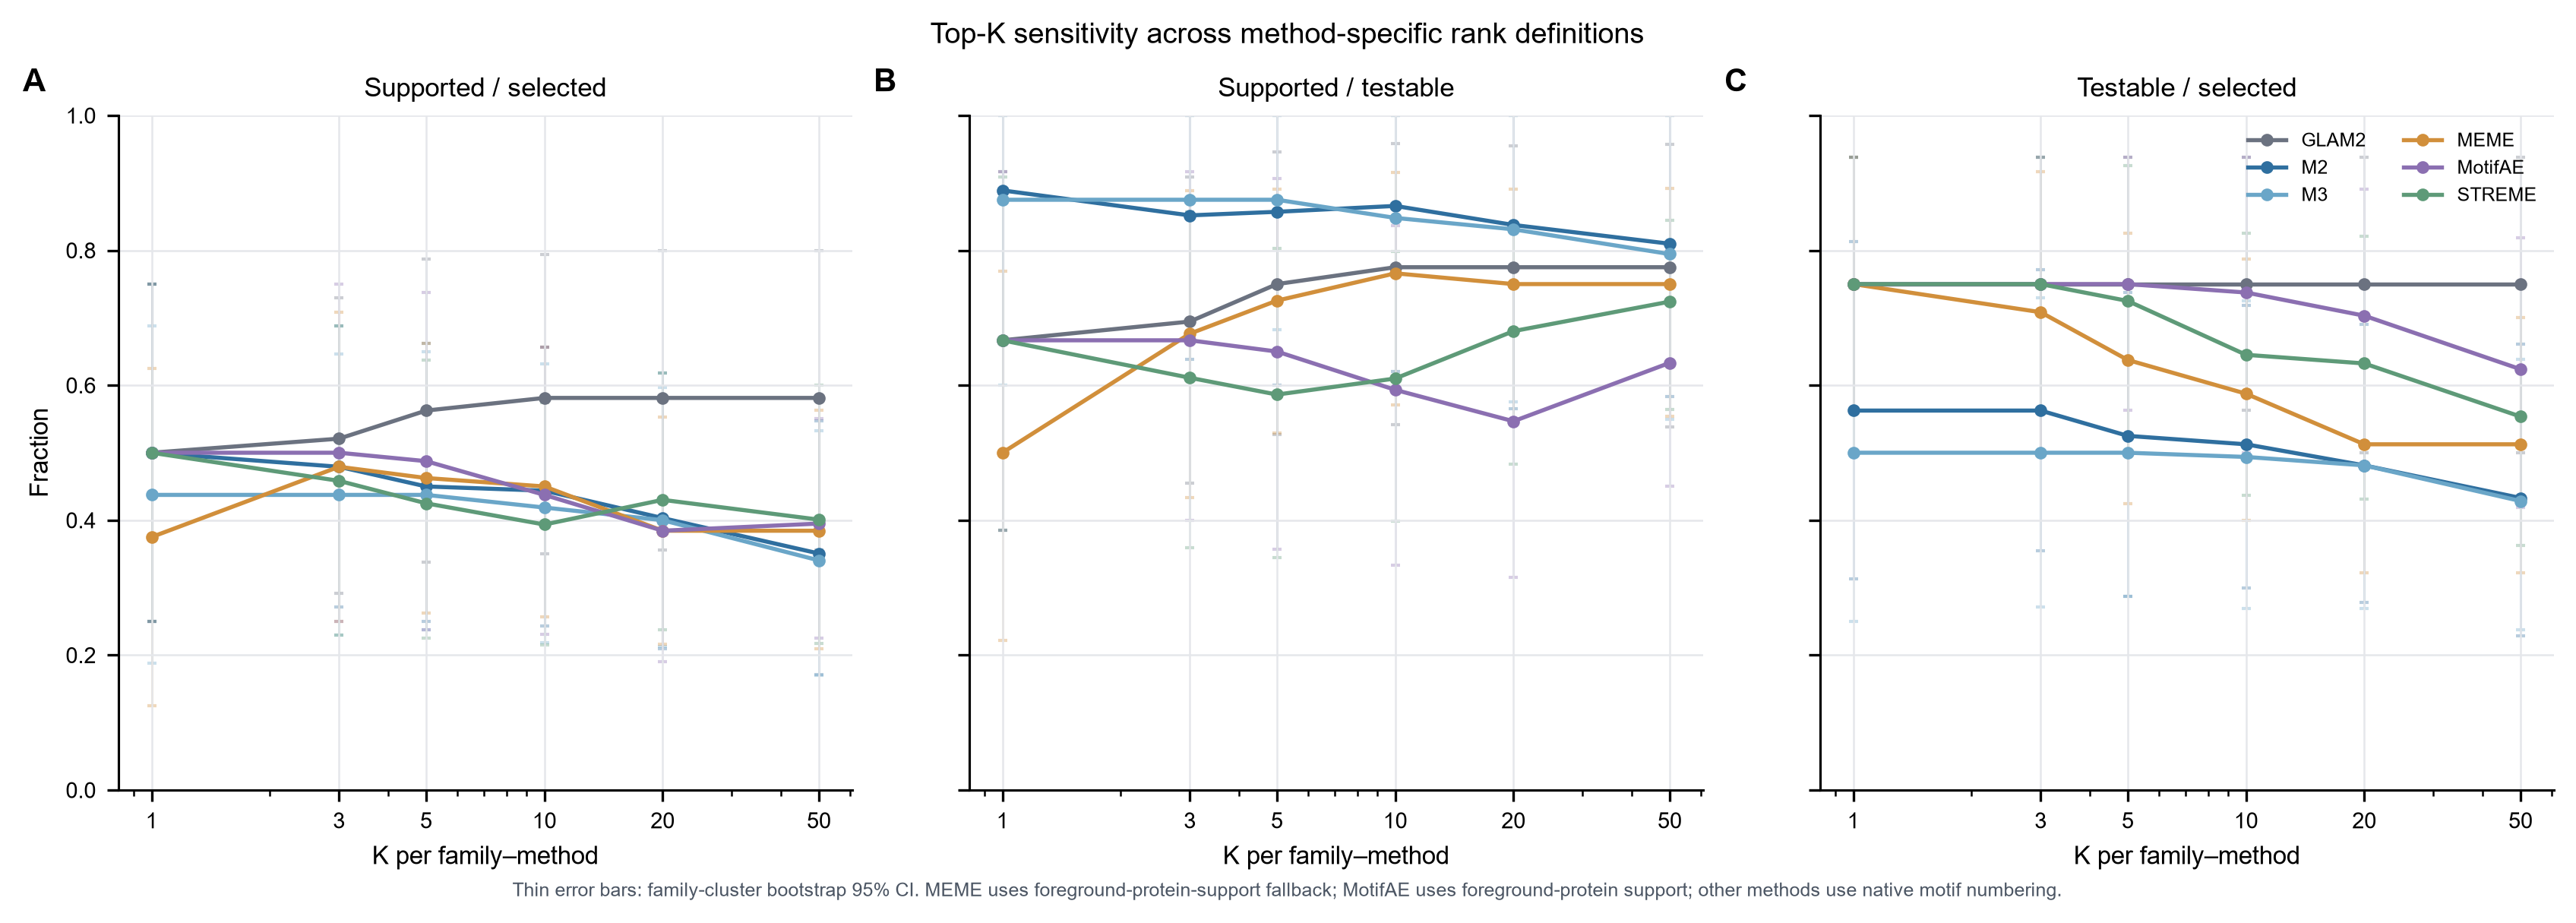 Top-K sensitivity across method-specific rank definitions
A
Supported / selected
B
Supported / testable
C
Testable / selected
GLAM2
MEME
M2
MotifAE
M3
STREME
1.0
0.8
0.6
0.4
0.2
0.0
Fraction
1 3 5 10 20 50
1 3 5 10 20 50
1 3 5 10 20 50
K per family–method
K per family–method
K per family–method
Thin error bars: family-cluster bootstrap 95% CI. MEME uses foreground-protein-support fallback; MotifAE uses foreground-protein support; other methods use native motif numbering.